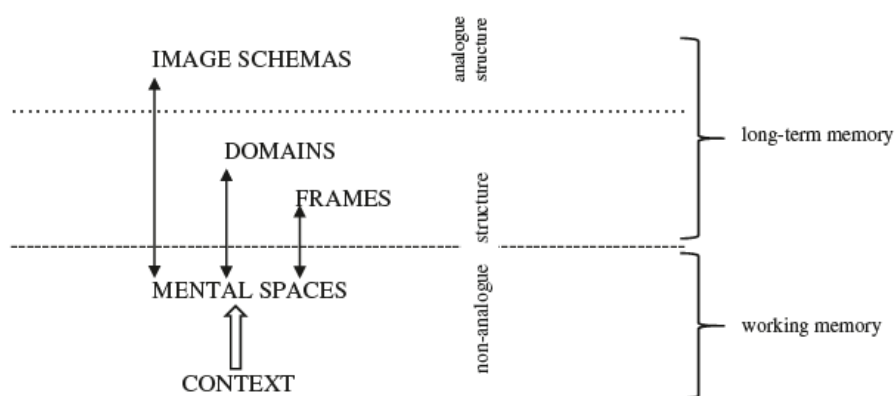 IMAGE SCHEMAS
analogue
structure
long-term memory
DOMAINS
FRAMES
structure
MENTAL SPACES
non-analogue
working memory
CONTEXT